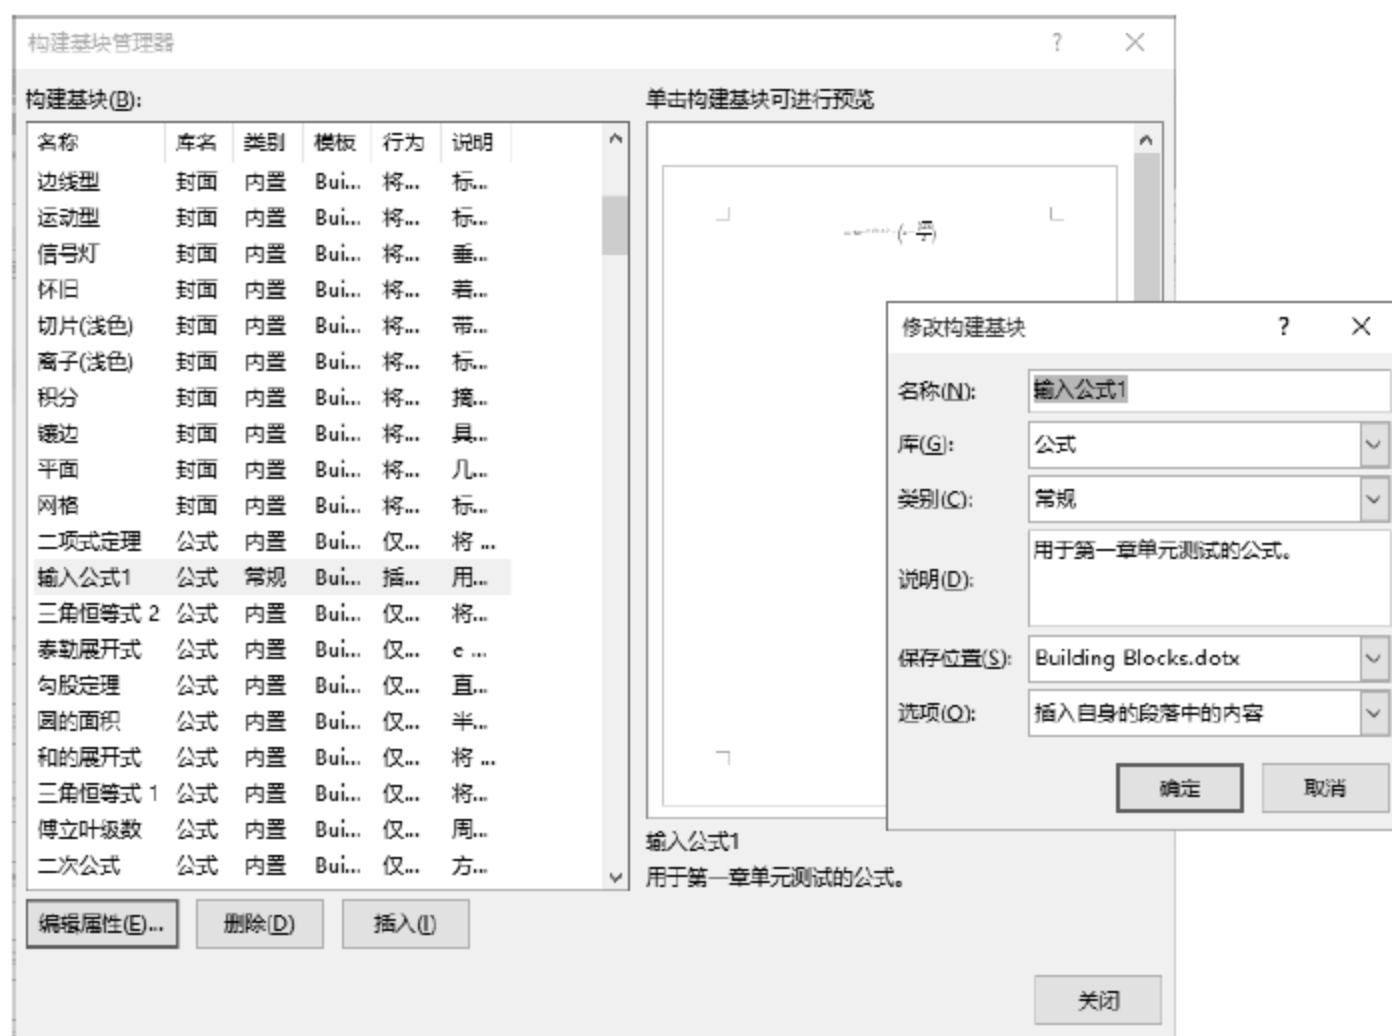 构建基块管理器
构建基块(B):
单击构建基块可进行预览
名称 库名 类别 模板 行为 说明
边线型 封面 内置 Bui... 将... 标...
运动型 封面 内置 Bui... 将... 标...
信号灯 封面 内置 Bui... 将... 垂...
怀旧 封面 内置 Bui... 将... 着...
切片(浅色) 封面 内置 Bui... 将... 带...
离子(浅色) 封面 内置 Bui... 将... 标...
积分 封面 内置 Bui... 将... 摘...
镶边 封面 内置 Bui... 将... 具...
平面 封面 内置 Bui... 将... 几...
网格 封面 内置 Bui... 将... 标...
二项式定理 公式 内置 Bui... 仅... 将 ...
输入公式1 公式 常规 Bui... 插... 用...
三角恒等式 2 公式 内置 Bui... 仅... 将...
泰勒展开式 公式 内置 Bui... 仅... e ...
勾股定理 公式 内置 Bui... 仅... 直...
圆的面积 公式 内置 Bui... 仅... 半...
和的展开式 公式 内置 Bui... 仅... 将 ...
三角恒等式 1 公式 内置 Bui... 仅... 将...
傅立叶级数 公式 内置 Bui... 仅... 周...
二次公式 公式 内置 Bui... 仅... 方...
输入公式1
用于第一章单元测试的公式。
编辑属性(E)... 删除(D) 插入(I)
关闭
修改构建基块
名称(N): 输入公式1
库(G): 公式
类别(C): 常规
说明(D): 用于第一章单元测试的公式。
保存位置(S): Building Blocks.dotx
选项(O): 插入自身的段落中的内容
确定 取消